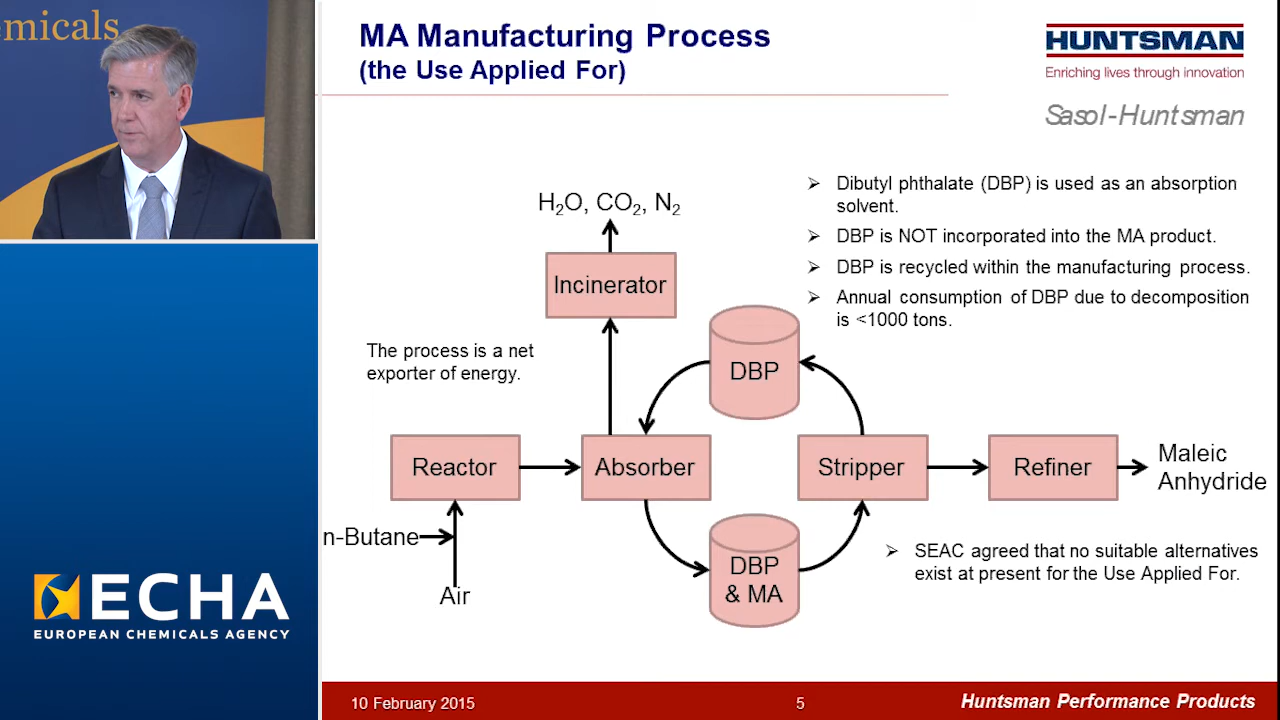 emicals
MA Manufacturing Process
(the Use Applied For)
HUNTSMAN
Enriching lives through innovation
Sasol-Huntsman
H₂O, CO₂, N₂
Incinerator
The process is a net
exporter of energy.
➢ Dibutyl phthalate (DBP) is used as an absorption
solvent.
➢ DBP is NOT incorporated into the MA product.
➢ DBP is recycled within the manufacturing process.
➢ Annual consumption of DBP due to decomposition
is <1000 tons.
DBP
Reactor
Absorber
Stripper
Refiner
Maleic
Anhydride
n-Butane
Air
DBP
& MA
➢ SEAC agreed that no suitable alternatives
exist at present for the Use Applied For.
ECHA
EUROPEAN CHEMICALS AGENCY
10 February 2015
5
Huntsman Performance Products